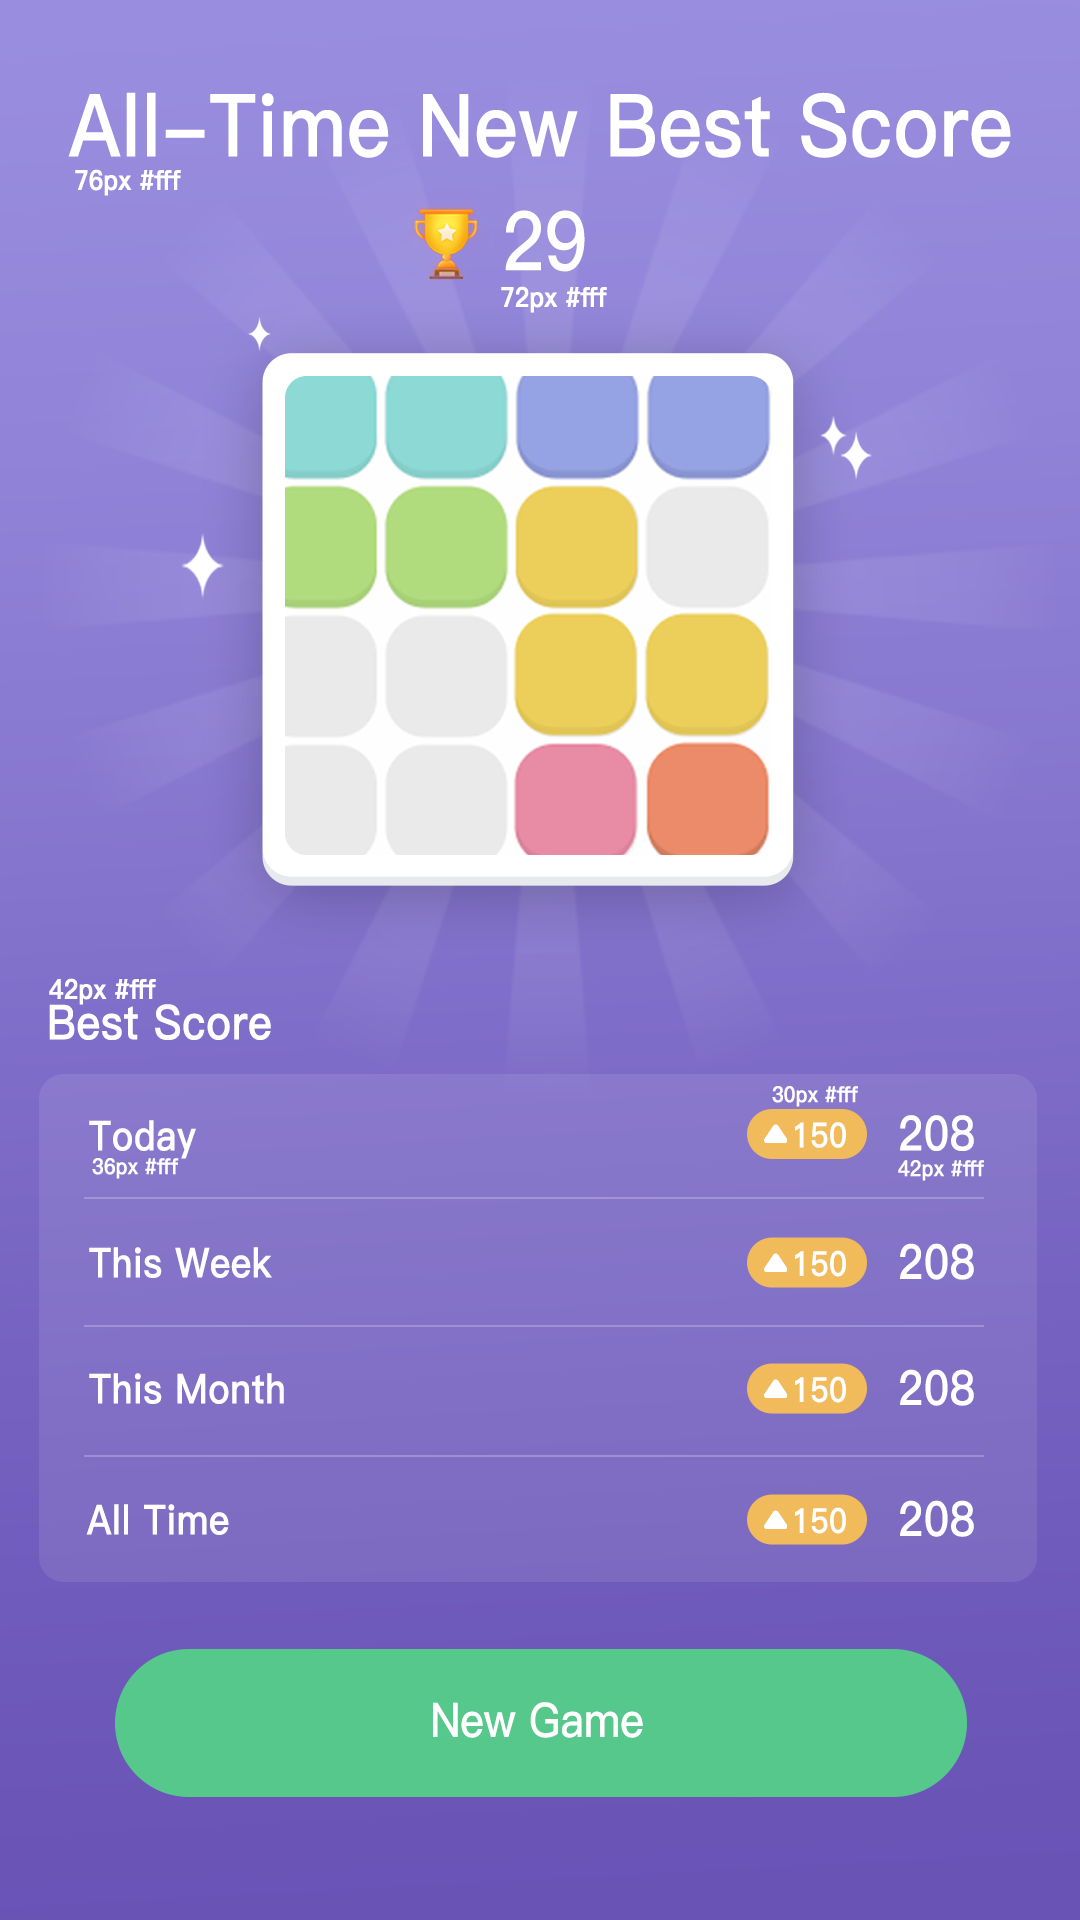 All-Time New Best Score
76px #fff
29
72px #fff
42px #fff
Best Score
30px #fff
Today 150 208
36px #fff 42px #fff
This Week 150 208
This Month 150 208
All Time 150 208
New Game